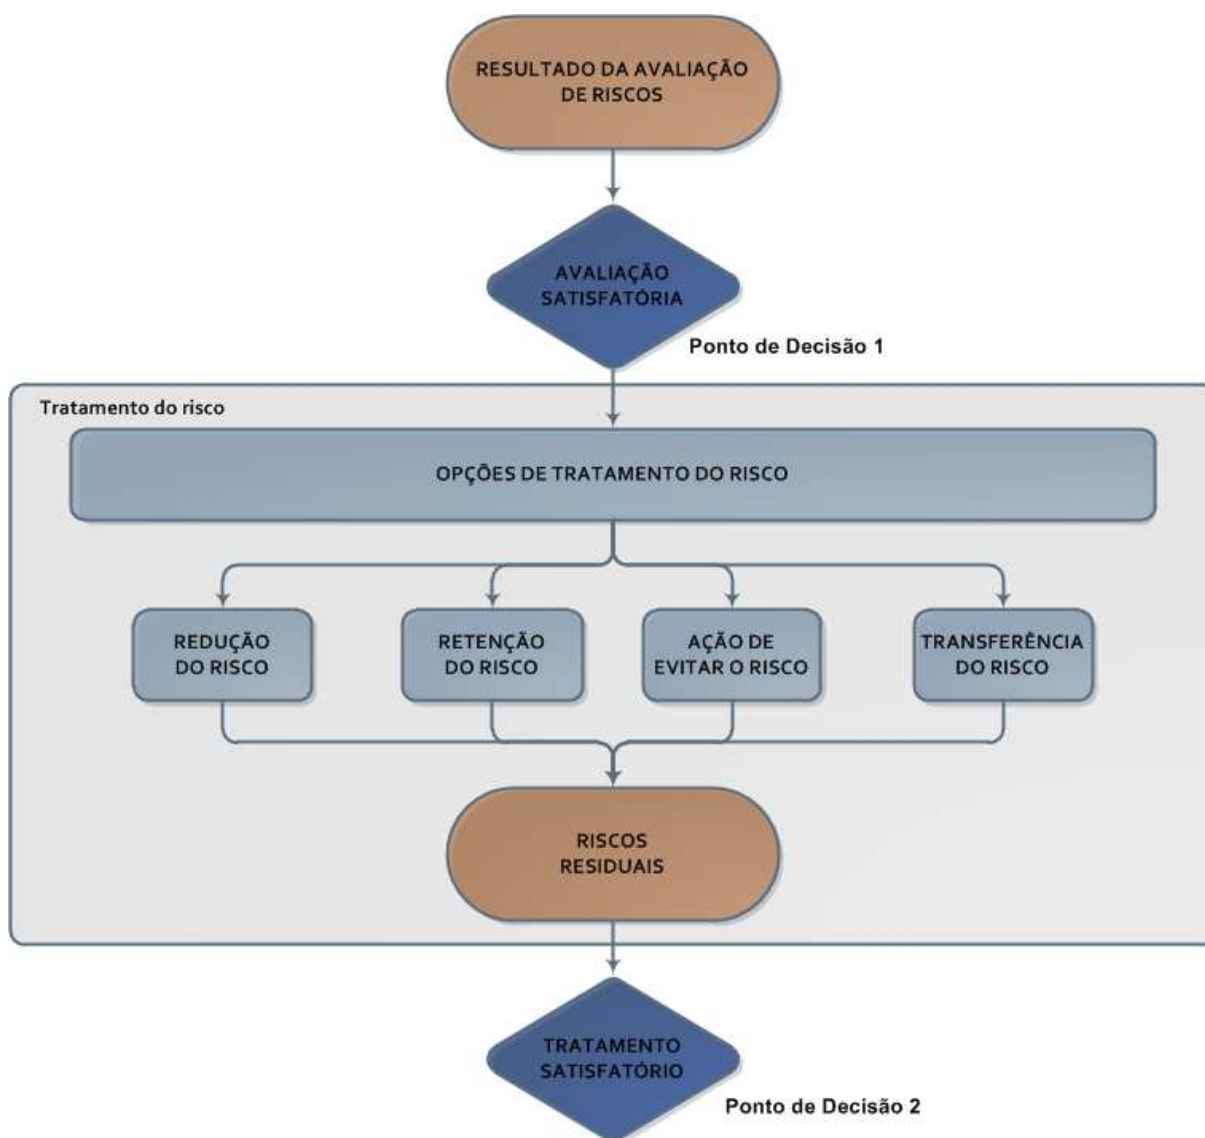 RESULTADO DA AVALIAÇÃO
DE RISCOS
AVALIAÇÃO
SATISFATÓRIA
Ponto de Decisão 1
Tratamento do risco
OPÇÕES DE TRATAMENTO DO RISCO
REDUÇÃO
DO RISCO
RETENÇÃO
DO RISCO
AÇÃO DE
EVITAR O RISCO
TRANSFERÊNCIA
DO RISCO
RISCOS
RESIDUAIS
TRATAMENTO
SATISFATÓRIO
Ponto de Decisão 2